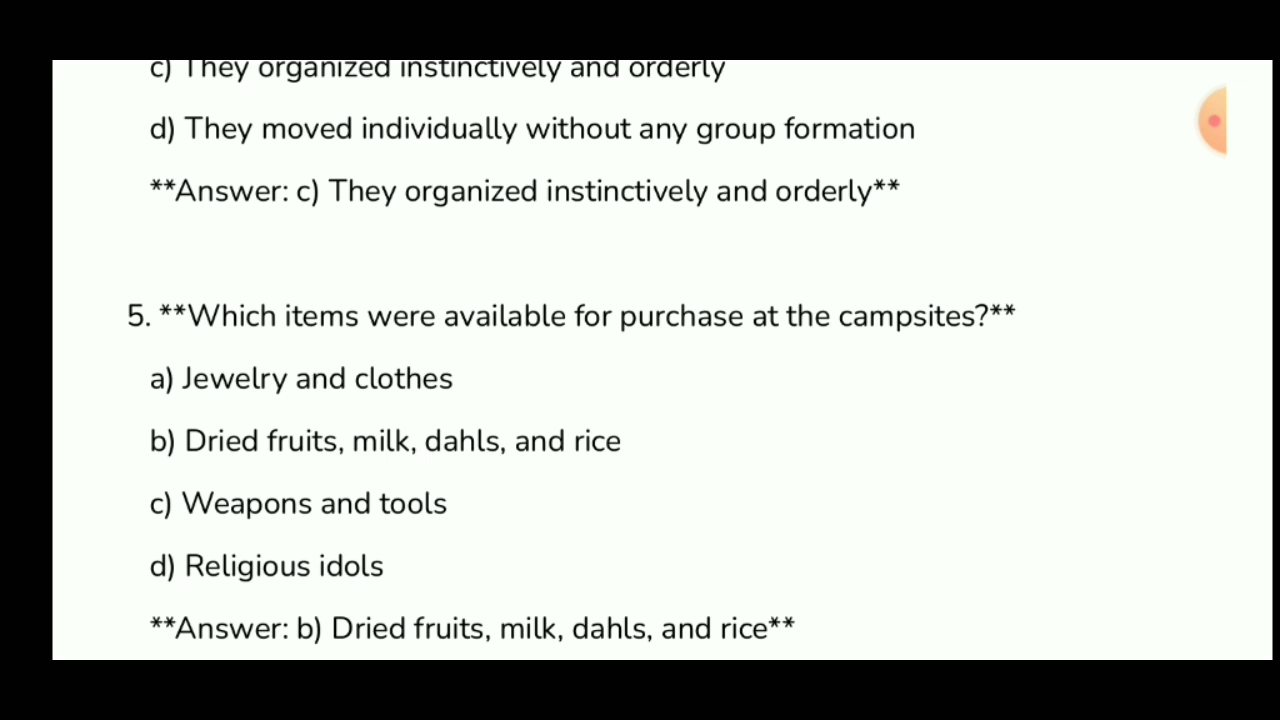 c) They organized instinctively and orderly
d) They moved individually without any group formation
**Answer: c) They organized instinctively and orderly**
5. **Which items were available for purchase at the campsites?**
a) Jewelry and clothes
b) Dried fruits, milk, dahls, and rice
c) Weapons and tools
d) Religious idols
**Answer: b) Dried fruits, milk, dahls, and rice**